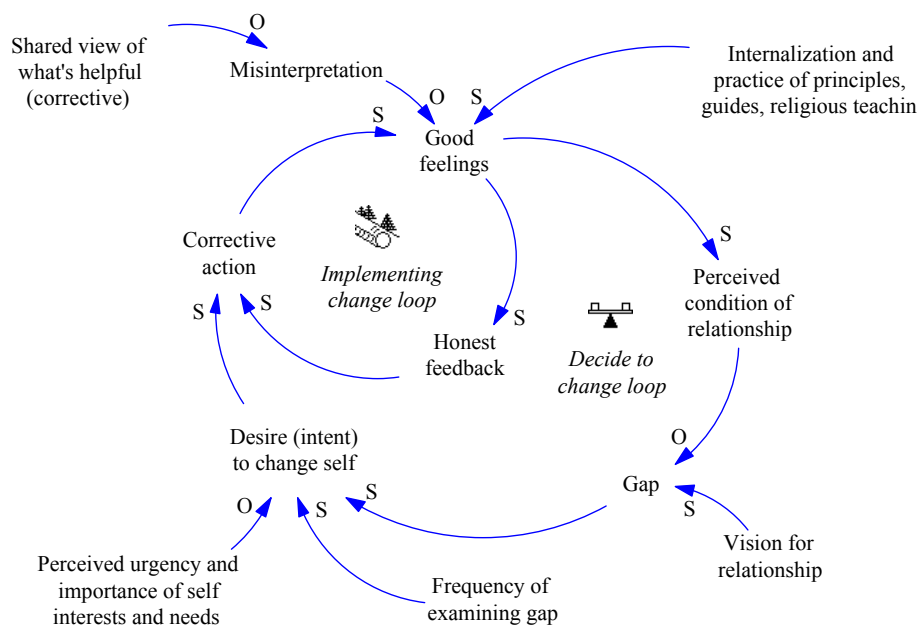 O
Shared view of
what's helpful
(corrective)
Misinterpretation
Internalization and
practice of principles,
guides, religious teachin
O
S
S
Good
feelings
Corrective
action
Implementing
change loop
S
Perceived
condition of
relationship
S
S
S
Honest
feedback
Decide to
change loop
Desire (intent)
to change self
O
Gap
S
S
O
S
Vision for
relationship
Perceived urgency and
importance of self
interests and needs
Frequency of
examining gap